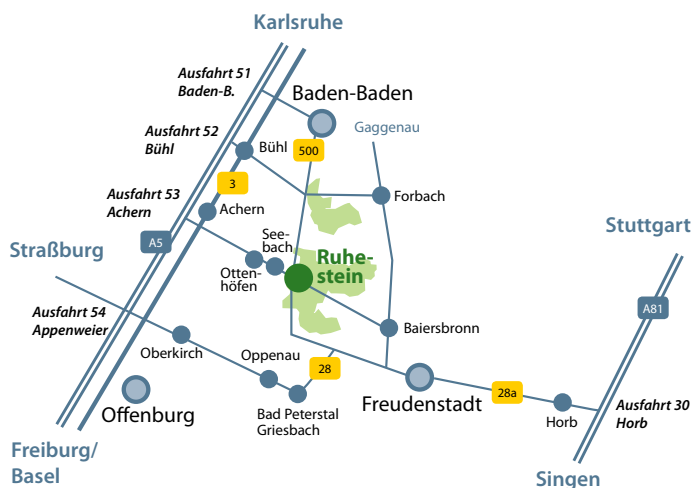 Karlsruhe
Ausfahrt 51
Baden-B.
Baden-Baden
Ausfahrt 52
Bühl
Gaggenau
Bühl
500
3
Forbach
Ausfahrt 53
Achern
Achern
Stuttgart
A5
See-
bach
Straßburg
Ruhe-
stein
Otten-
höfen
A81
Ausfahrt 54
Appenweier
Baiersbronn
Oberkirch
Oppenau
28
28a
Freudenstadt
Ausfahrt 30
Horb
Offenburg
Bad Peterstal
Griesbach
Horb
Freiburg/
Basel
Singen